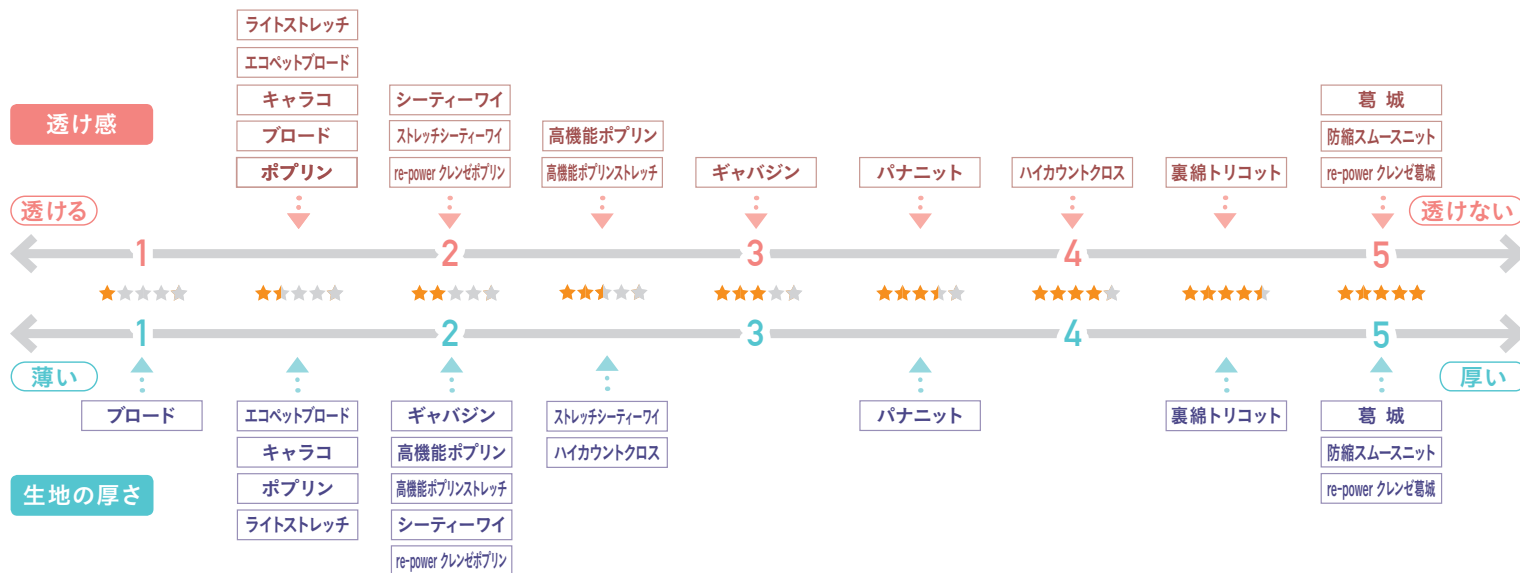 透け感
ライトストレッチ
エコペットブロード
キャラコ
ブロード
ポプリン
シーティーワイ
ストレッチシーティーワイ
re-power クレンゼポプリン
高機能ポプリン
高機能ポプリンストレッチ
ギャバジン
パナニット
ハイカウントクロス
裏綿トリコット
葛 城
防縮スムースニット
re-power クレンゼ葛城
透ける
透けない
1 2 3 4 5
1 2 3 4 5
薄い
厚い
生地の厚さ
ブロード
エコペットブロード
キャラコ
ポプリン
ライトストレッチ
ギャバジン
高機能ポプリン
高機能ポプリンストレッチ
シーティーワイ
re-power クレンゼポプリン
ストレッチシーティーワイ
ハイカウントクロス
パナニット
裏綿トリコット
葛 城
防縮スムースニット
re-power クレンゼ葛城